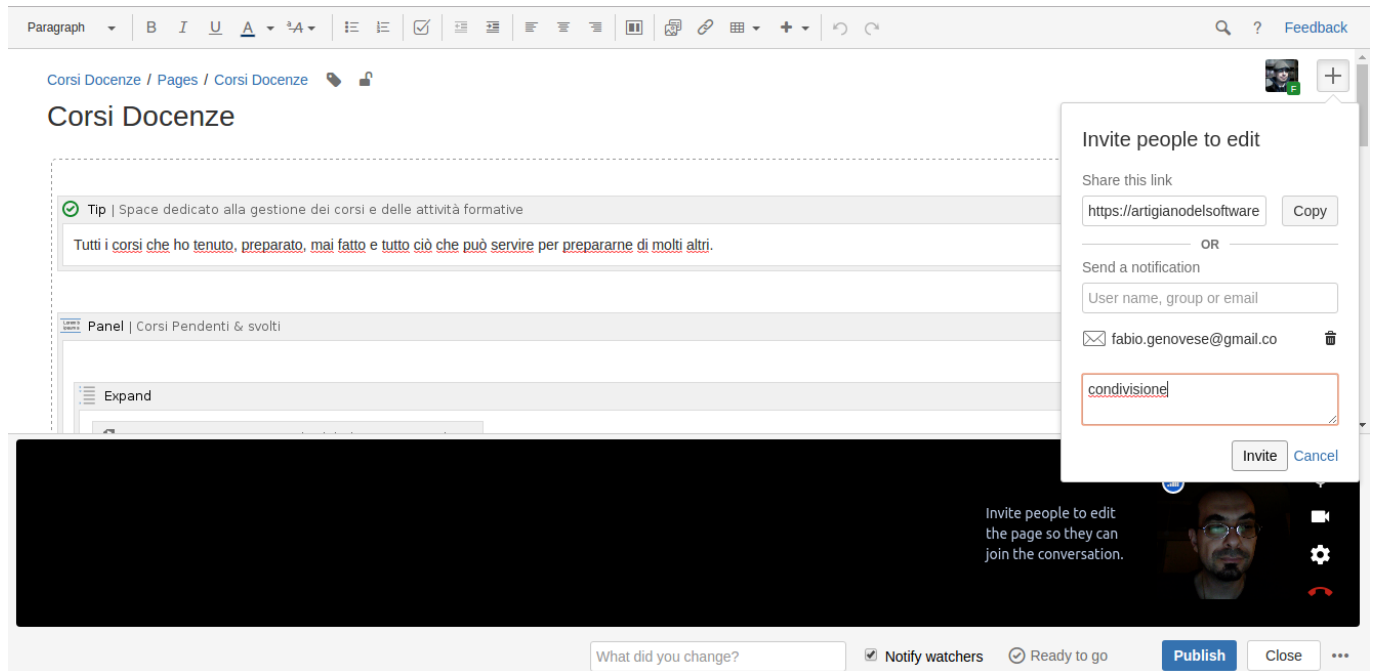 Paragraph B I U A ªA ? Feedback
Corsi Docenze / Pages / Corsi Docenze
F
Corsi Docenze
Tip | Space dedicato alla gestione dei corsi e delle attività formative
Tutti i corsi che ho tenuto, preparato, mai fatto e tutto ciò che può servire per prepararne di molti altri.
Panel | Corsi Pendenti & svolti
Expand
Invite people to edit
Share this link
https://artigianodelsoftware Copy
OR
Send a notification
User name, group or email
fabio.genovese@gmail.co
condivisione
Invite Cancel
Invite people to edit
the page so they can
join the conversation.
What did you change? Notify watchers Ready to go Publish Close